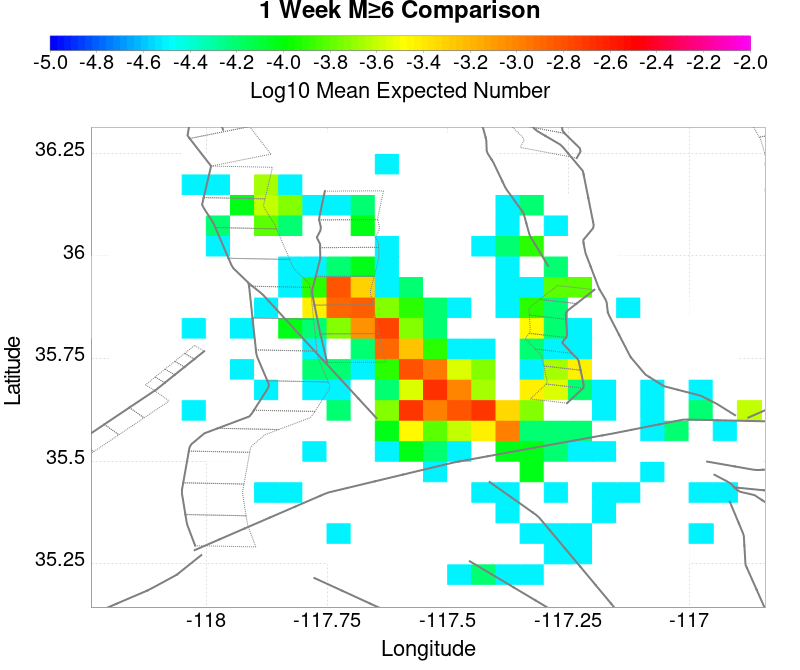 1 Week M≥6 Comparison
-5.0 -4.8 -4.6 -4.4 -4.2 -4.0 -3.8 -3.6 -3.4 -3.2 -3.0 -2.8 -2.6 -2.4 -2.2 -2.0
Log10 Mean Expected Number
36.25
36
35.75
35.5
35.25
Latitude
-118 -117.75 -117.5 -117.25 -117
Longitude